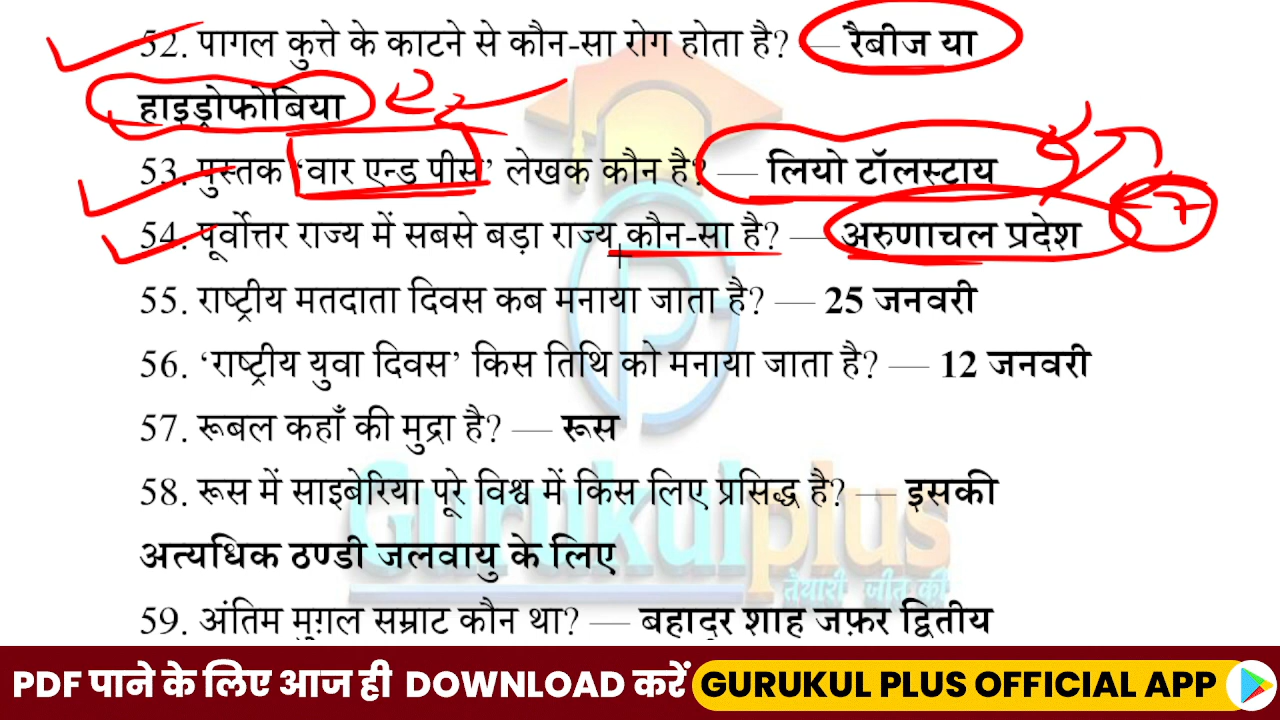 52. पागल कुत्ते के काटने से कौन-सा रोग होता है? — रैबीज या
हाइड्रोफोबिया
53. पुस्तक ‘वार एन्ड पीस’ लेखक कौन है? — लियो टॉलस्टाय
7
54. पूर्वोत्तर राज्य में सबसे बड़ा राज्य कौन-सा है? — अरुणाचल प्रदेश
55. राष्ट्रीय मतदाता दिवस कब मनाया जाता है? — 25 जनवरी
56. ‘राष्ट्रीय युवा दिवस’ किस तिथि को मनाया जाता है? — 12 जनवरी
57. रूबल कहाँ की मुद्रा है? — रूस
58. रूस में साइबेरिया पूरे विश्व में किस लिए प्रसिद्ध है? — इसकी
अत्यधिक ठण्डी जलवायु के लिए
Gurukulplus
तैयारी जीत की
59. अंतिम मुग़ल सम्राट कौन था? — बहादुर शाह जफ़र द्वितीय
PDF पाने के लिए आज ही DOWNLOAD करें GURUKUL PLUS OFFICIAL APP